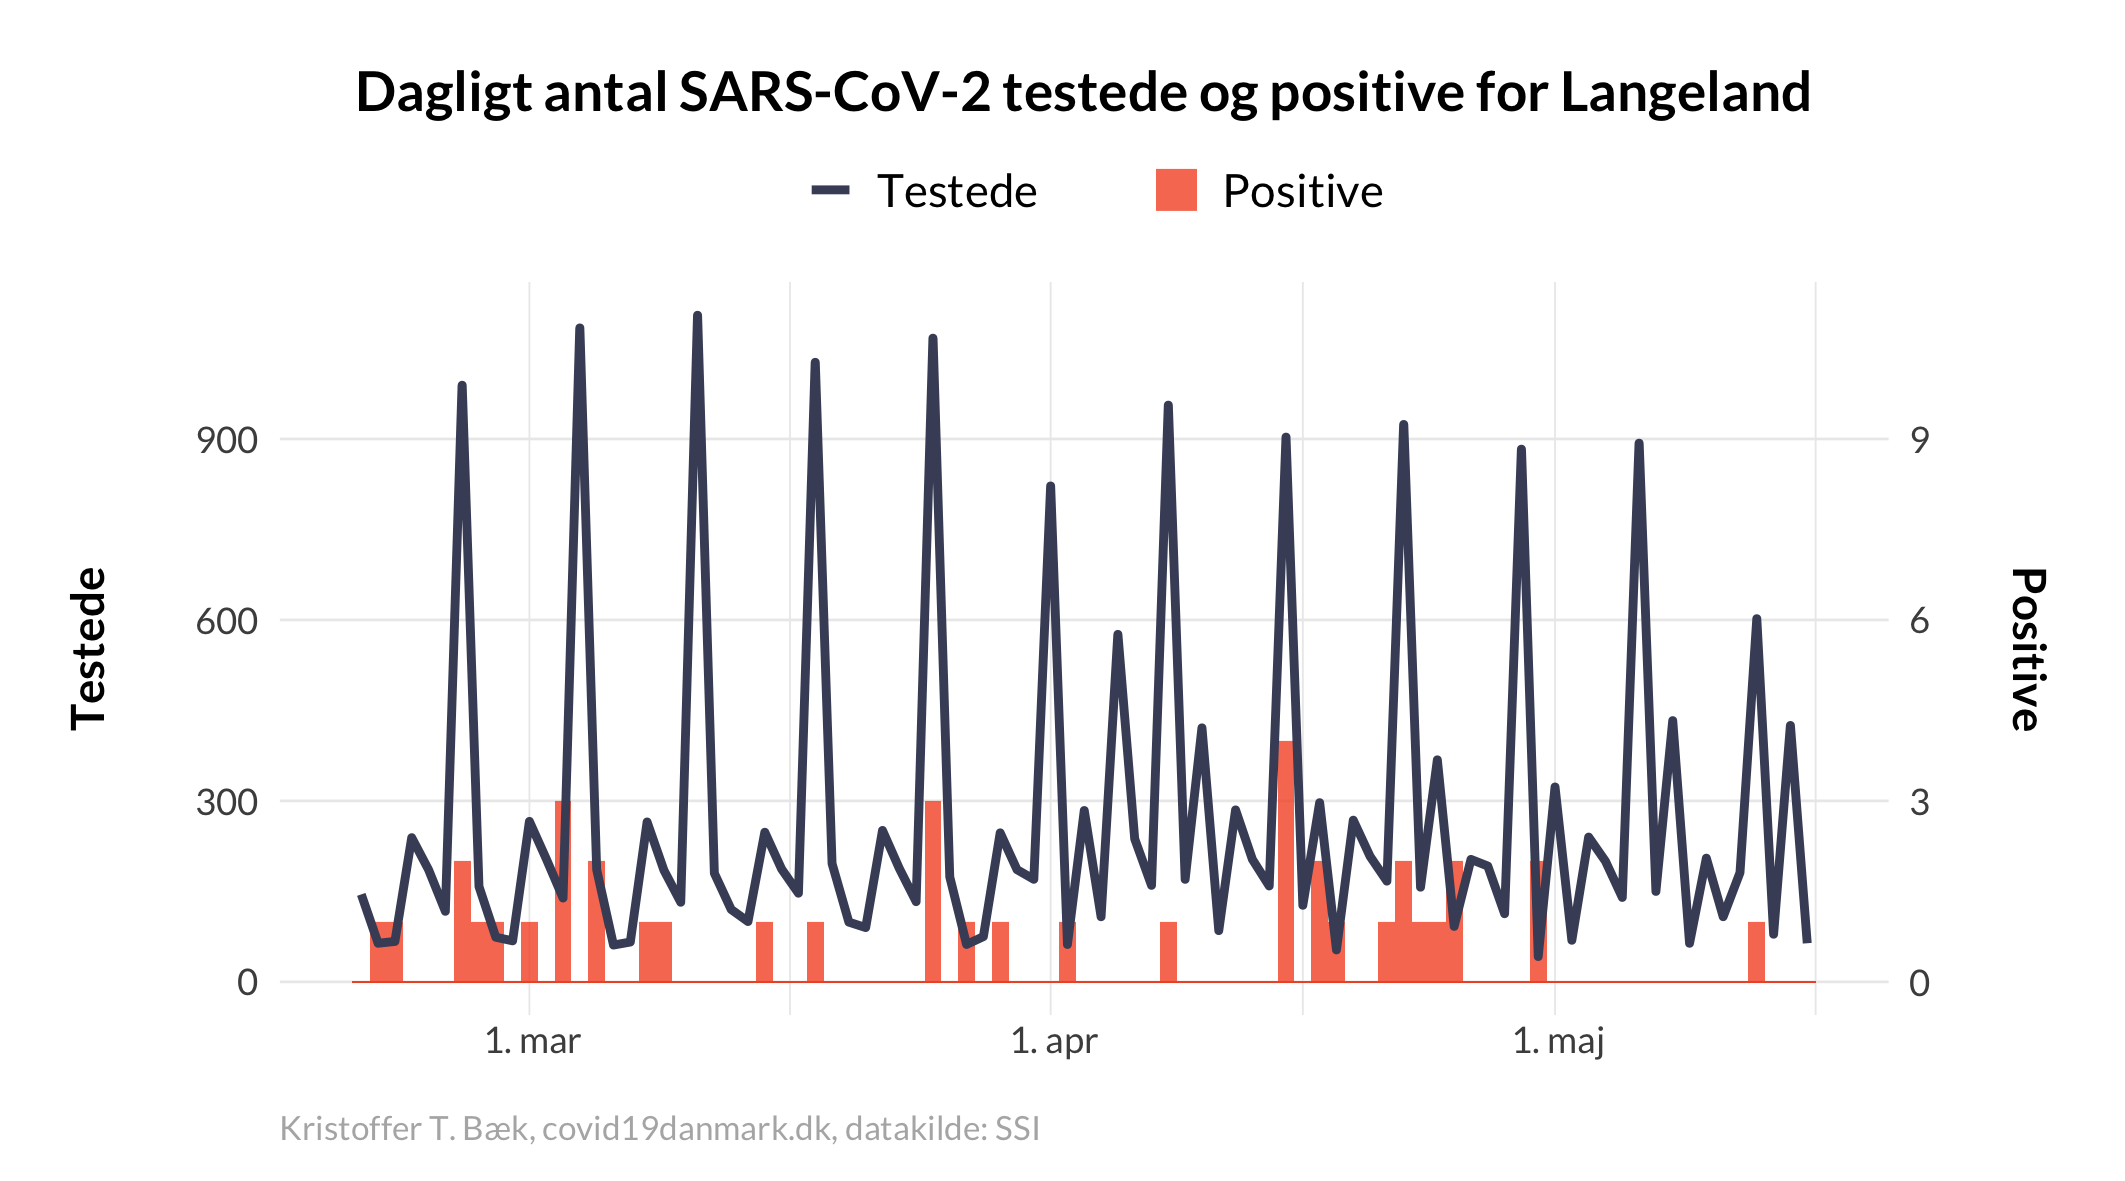 Dagligt antal SARS-CoV-2 testede og positive for Langeland
Testede Positive
Testede
900
600
300
0
9
6
3
0
Positive
1. mar 1. apr 1. maj
Kristoffer T. Bæk, covid19danmark.dk, datakilde: SSI